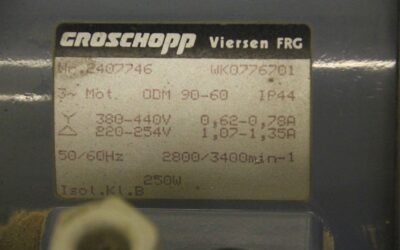 GROSCHOPP Viersen FRG
Nr.2407746 WK0776701
3~ Mot. ODM 90-60 IP44
Y 380-440V 0,62-0,78A
△ 220-254V 1,07-1,35A
50/60Hz 2800/3400min-1
250W
Isol.Kl.B